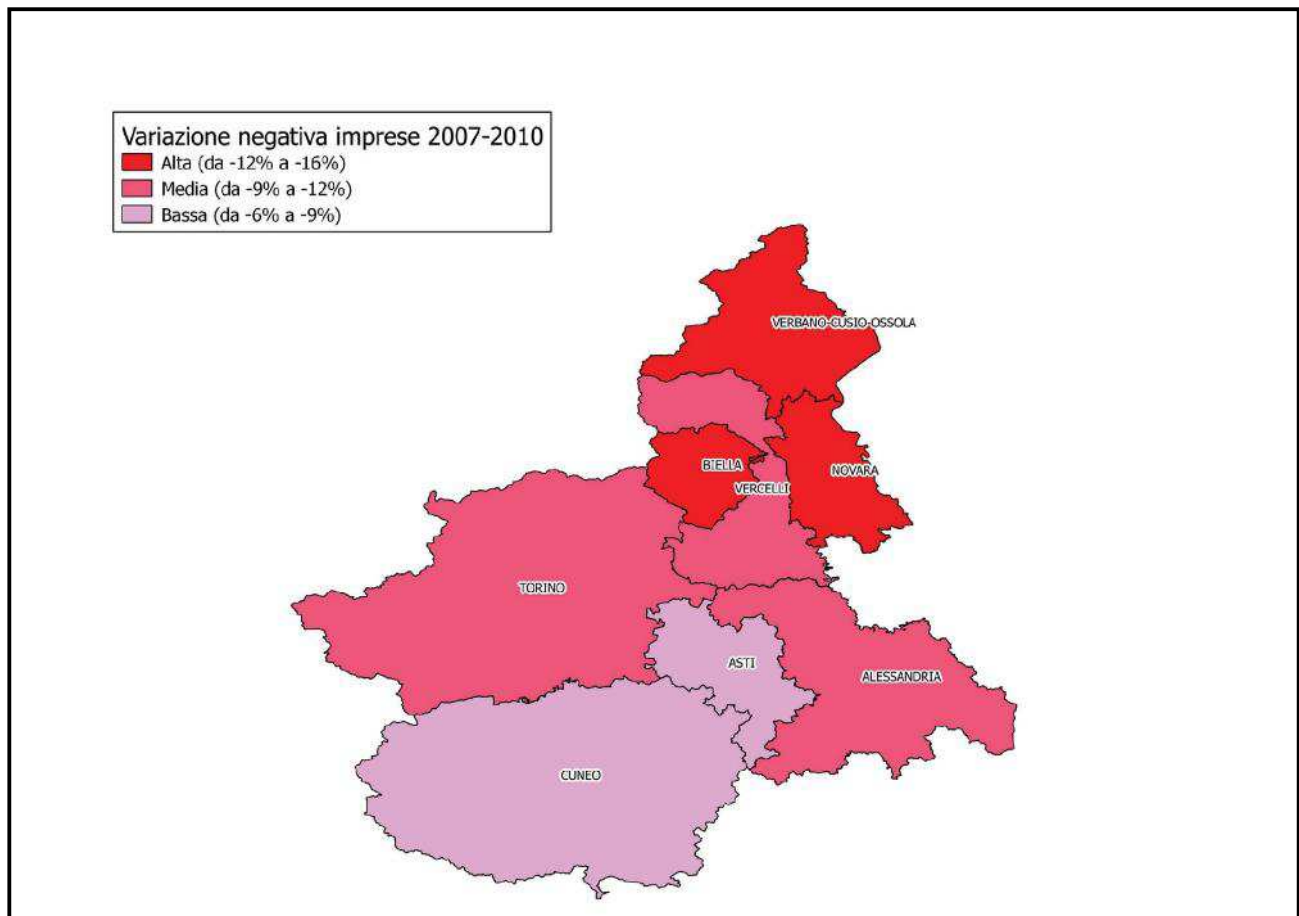 Variazione negativa imprese 2007-2010
Alta (da -12% a -16%)
Media (da -9% a -12%)
Bassa (da -6% a -9%)
VERBANO-CUSIO-OSSOLA
BIELLA
NOVARA
VERCELLI
TORINO
ASTI
ALESSANDRIA
CUNEO